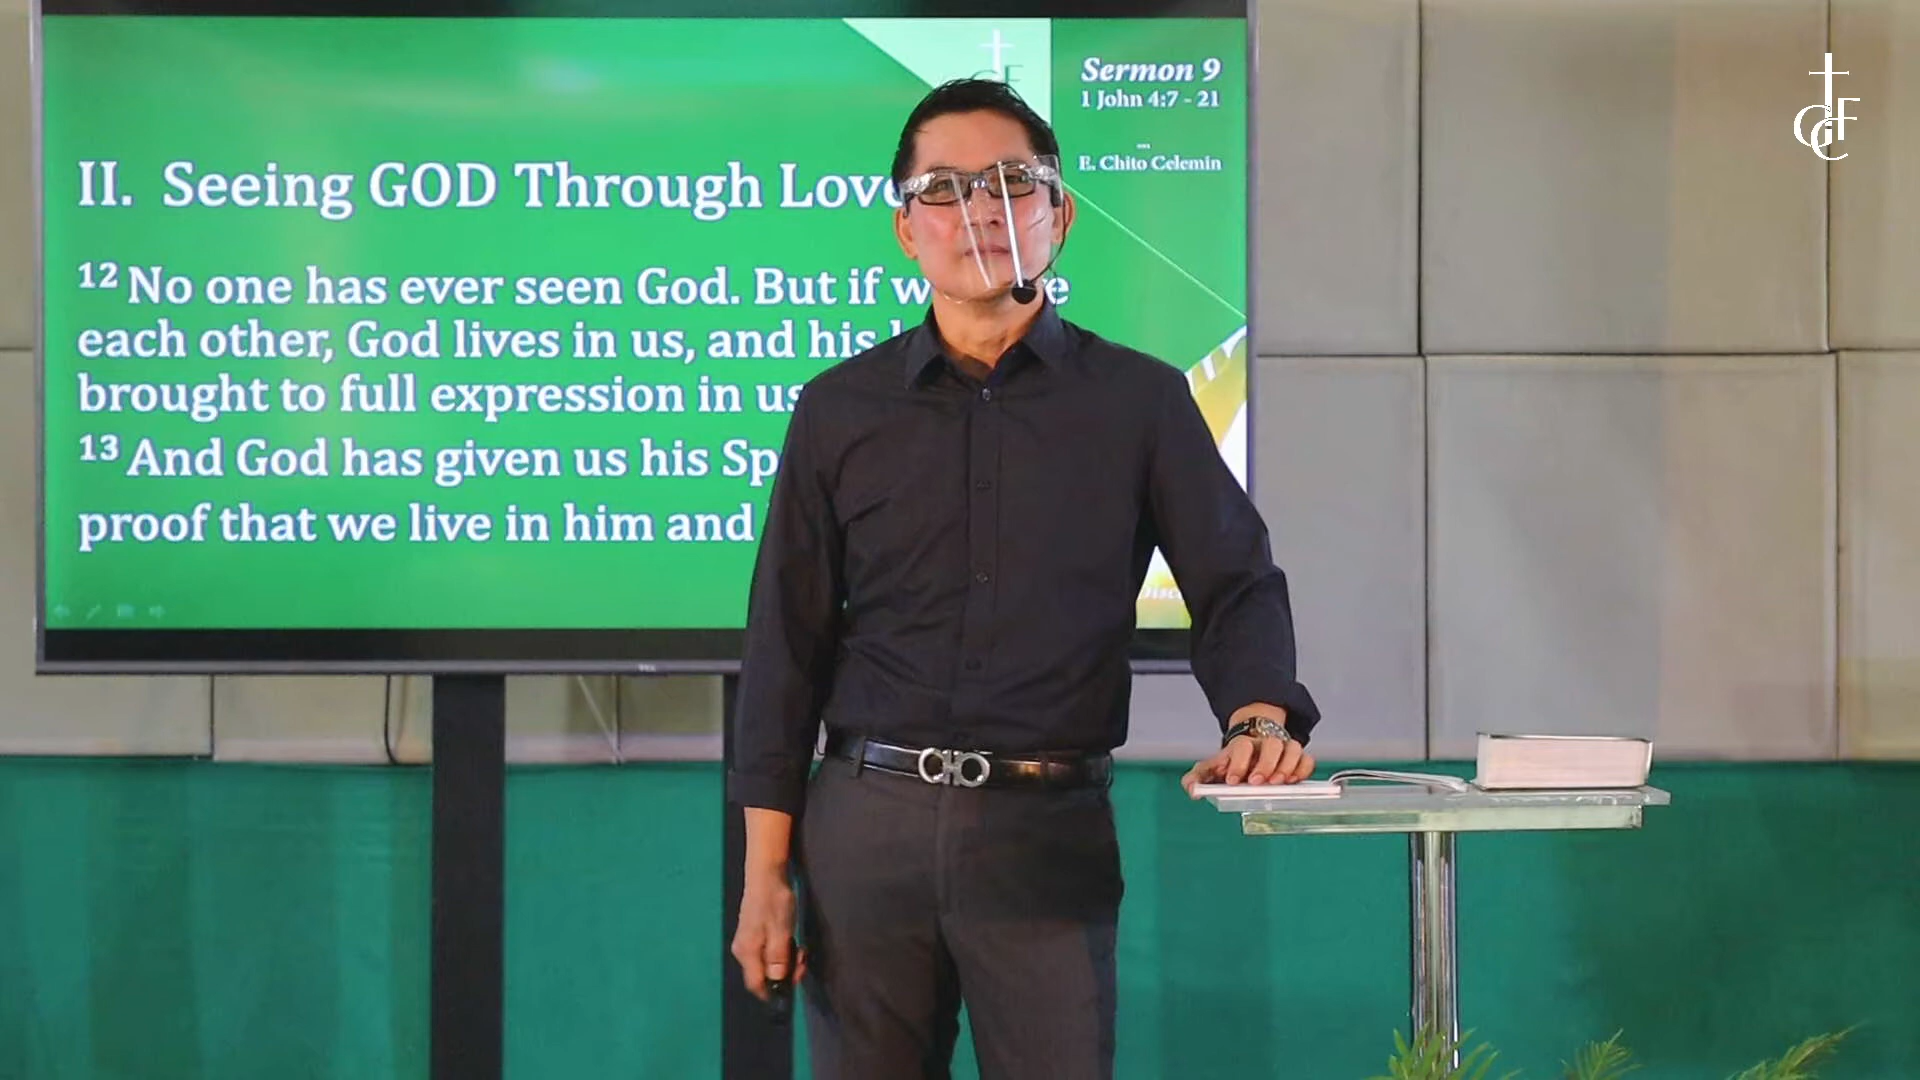 Sermon 9
1 John 4:7 - 21
E. Chito Celemin
II. Seeing GOD Through Love
12 No one has ever seen God. But if
each other, God lives in us, and his
brought to full expression in us
13 And God has given us his
proof that we live in him and
GCF